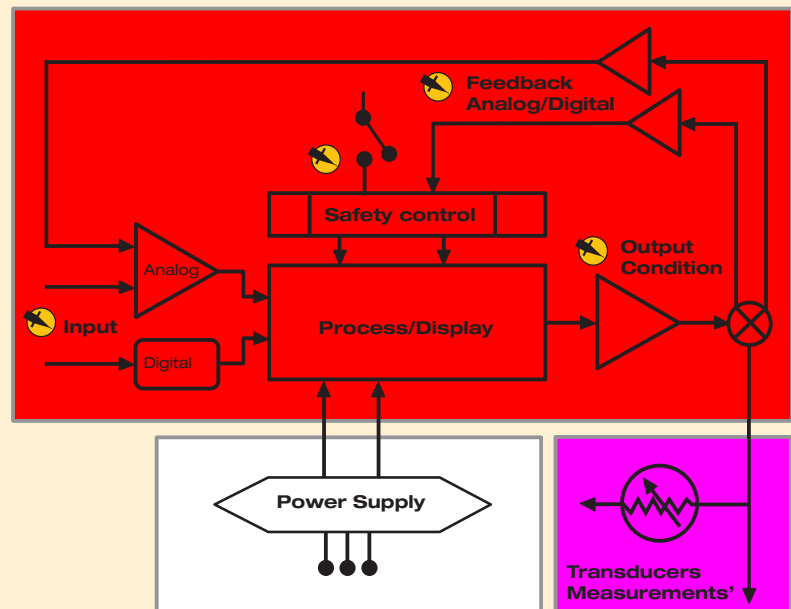 Feedback
Analog/Digital
Safety control
Output
Condition
Analog
Input
Process/Display
Digital
Power Supply
Transducers
Measurements'